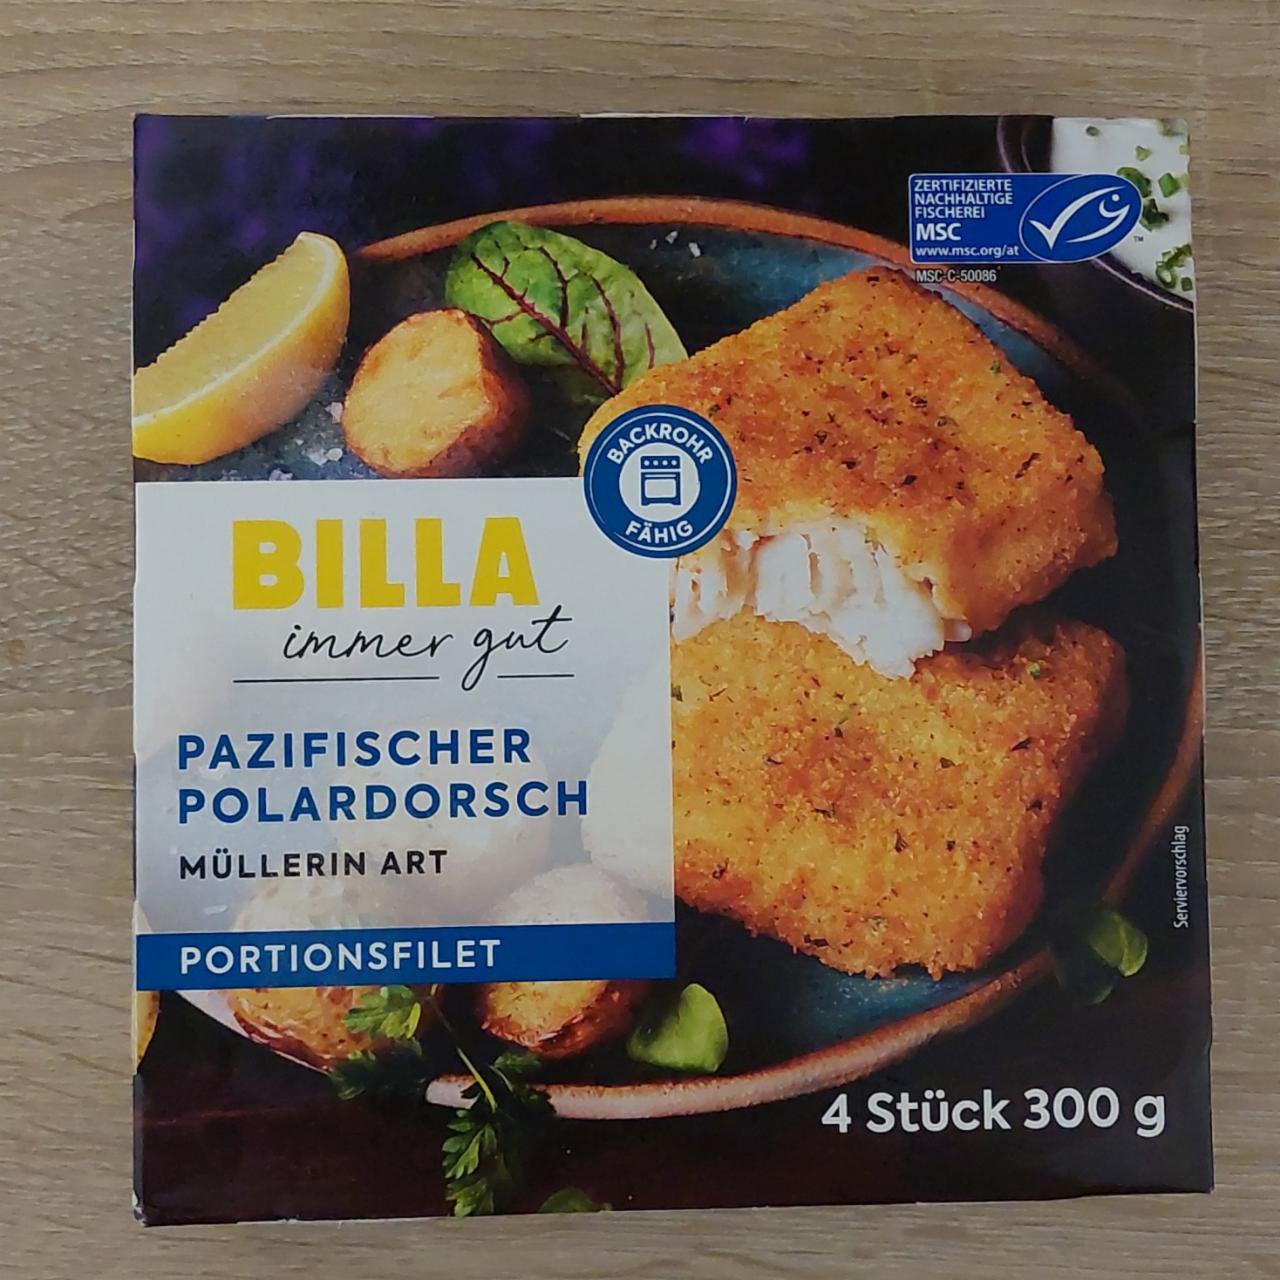 ZERTIFIZIERTE
NACHHALTIGE
FISCHEREI
MSC
www.msc.org/at
TM
MSC-C-50086
BACKROHR
FÄHIG
BILLA
immer gut
PAZIFISCHER
POLARDORSCH
MÜLLERIN ART
PORTIONSFILET
Serviervorschlag
4 Stück 300 g